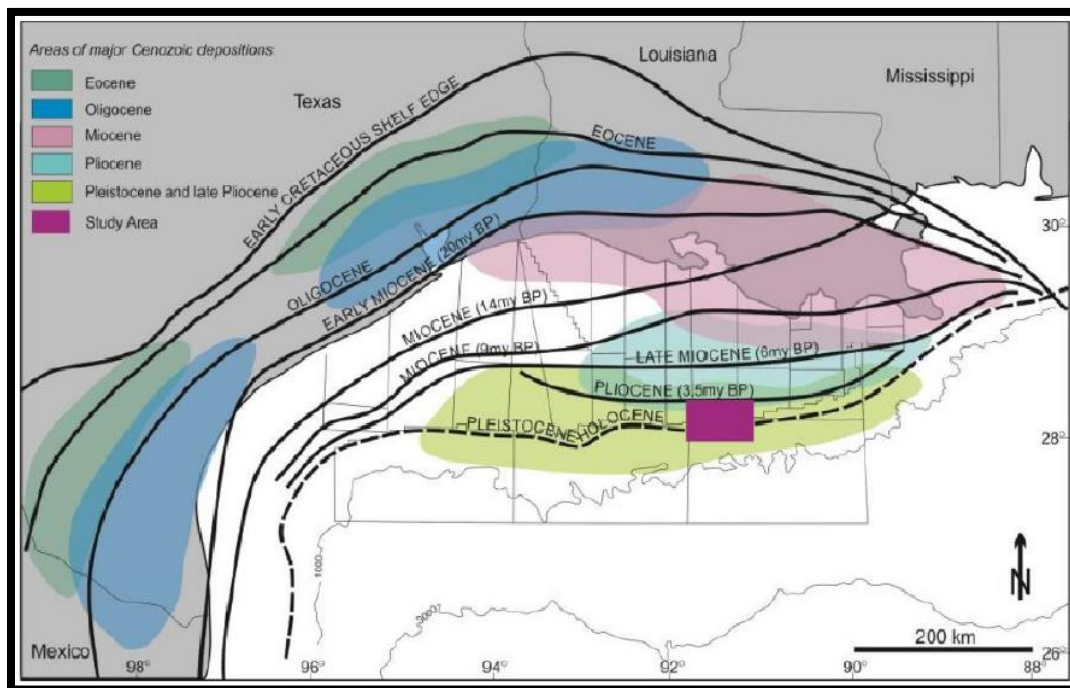 Areas of major Cenozoic depositions
Eocene
Oligocene
Miocene
Pliocene
Pleistocene and late Pliocene
Study Area
Texas
Louisiana
Mississippi
Mexico
EARLY CRETACEOUS SHELF EDGE
EOCENE
OLIGOCENE
EARLY MIOCENE (20my BP)
MIOCENE (14my BP)
MIOCENE (9my BP)
LATE MIOCENE (6my BP)
PLIOCENE (3.5my BP)
PLEISTOCENE/HOLOCENE
30°
28°
26°
1000
N
200 km
98°
96°
94°
92°
90°
88°